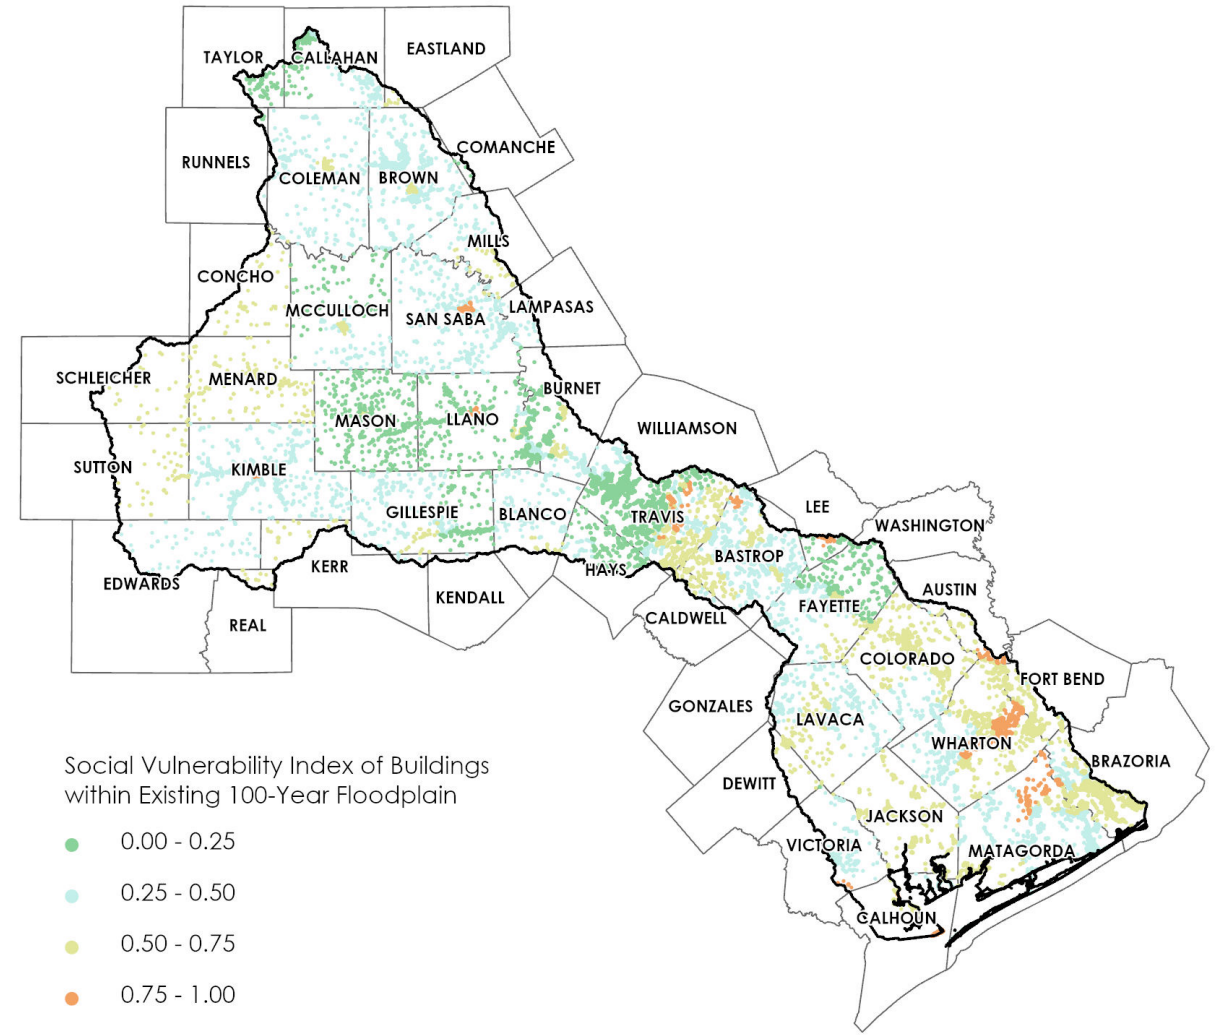 TAYLOR
CALLAHAN
EASTLAND
RUNNELS
COLEMAN
BROWN
COMANCHE
MILLS
CONCHO
MCCULLOCH
SAN SABA
LAMPASAS
SCHLEICHER
MENARD
MASON
LLANO
BURNET
WILLIAMSON
SUTTON
KIMBLE
GILLESPIE
BLANCO
TRAVIS
LEE
WASHINGTON
EDWARDS
KERR
HAYS
BASTROP
REAL
KENDALL
CALDWELL
FAYETTE
AUSTIN
COLORADO
FORT BEND
GONZALES
LAVACA
WHARTON
BRAZORIA
DEWITT
JACKSON
VICTORIA
MATAGORDA
CALHOUN
Social Vulnerability Index of Buildings
within Existing 100-Year Floodplain
0.00 - 0.25
0.25 - 0.50
0.50 - 0.75
0.75 - 1.00